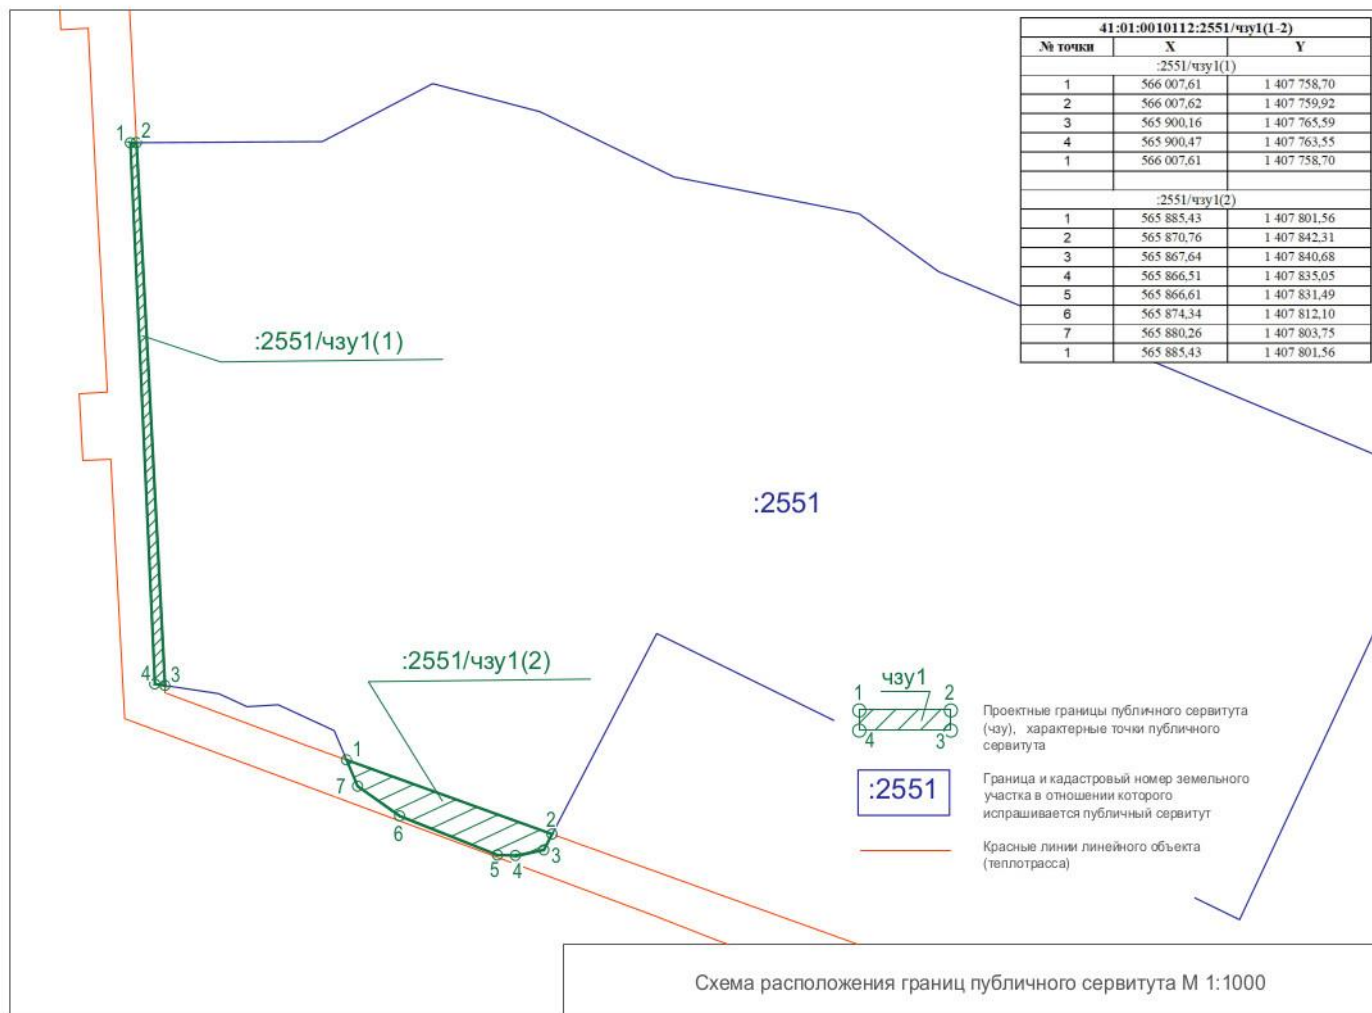 41:01:0010112:2551/чзу1(1-2)
№ точки X Y
:2551/чзу1(1)
1 566 007,61 1 407 758,70
2 566 007,62 1 407 759,92
3 565 900,16 1 407 765,59
4 565 900,47 1 407 763,55
1 566 007,61 1 407 758,70
:2551/чзу1(2)
1 565 885,43 1 407 801,56
2 565 870,76 1 407 842,31
3 565 867,64 1 407 840,68
4 565 866,51 1 407 835,05
5 565 866,61 1 407 831,49
6 565 874,34 1 407 812,10
7 565 880,26 1 407 803,75
1 565 885,43 1 407 801,56
1 2
:2551/чзу1(1)
:2551
4 3
:2551/чзу1(2)
1
7
6
5 4
3
2
чзу1
1 2
4 3
Проектные границы публичного сервитута
(чзу), характерные точки публичного
сервитута
:2551
Граница и кадастровый номер земельного
участка в отношении которого
испрашивается публичный сервитут
Красные линии линейного объекта
(теплотрасса)
Схема расположения границ публичного сервитута М 1:1000